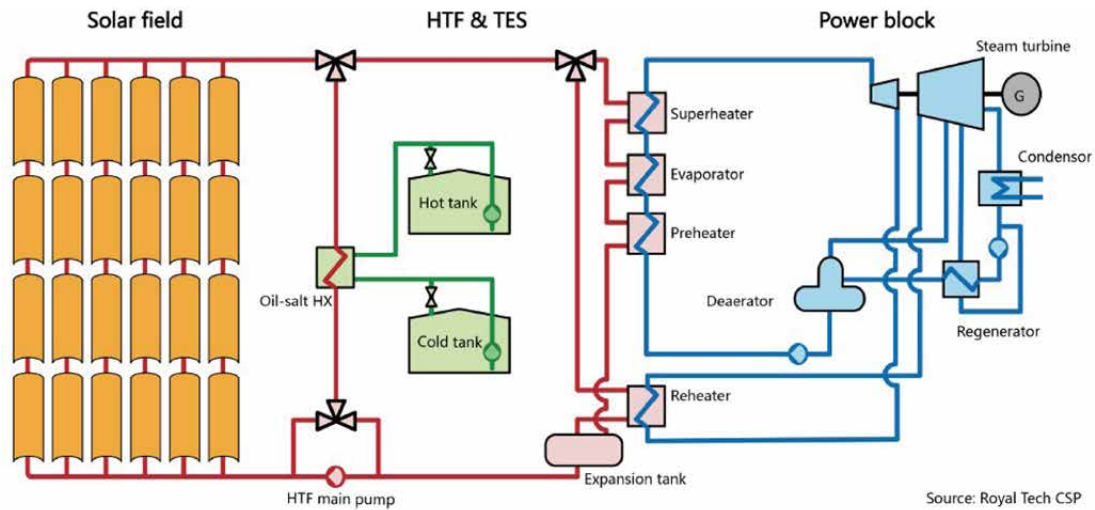 Solar field
HTF & TES
Power block
Steam turbine
G
Superheater
Condensor
Evaporator
Hot tank
Preheater
Oil-salt HX
Deaerator
Cold tank
Regenerator
Reheater
Expansion tank
HTF main pump
Source: Royal Tech CSP